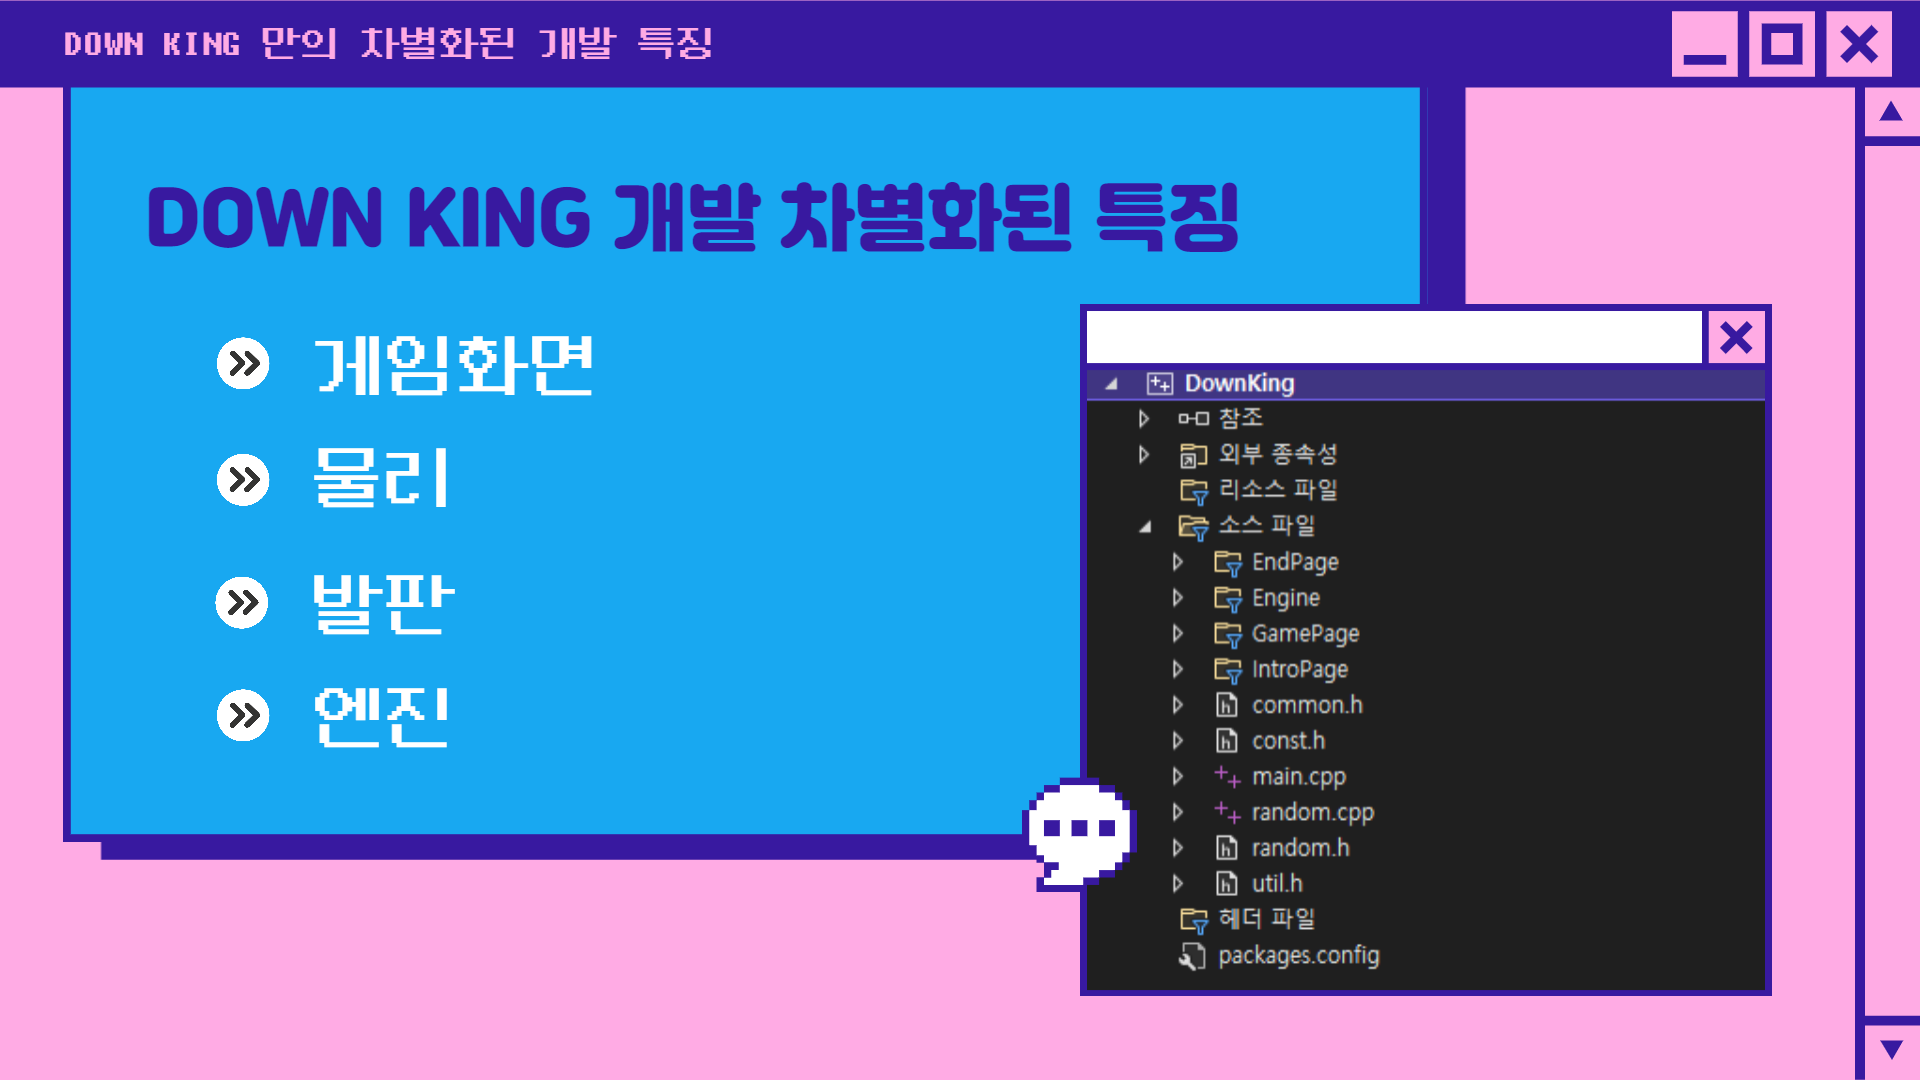 DOWN KING 만의 차별화된 개발 특징
DOWN KING 개발 차별화된 특징
게임화면
물리
발판
엔진
DownKing
참조
외부 종속성
리소스 파일
소스 파일
EndPage
Engine
GamePage
IntroPage
common.h
const.h
main.cpp
random.cpp
random.h
util.h
헤더 파일
packages.config